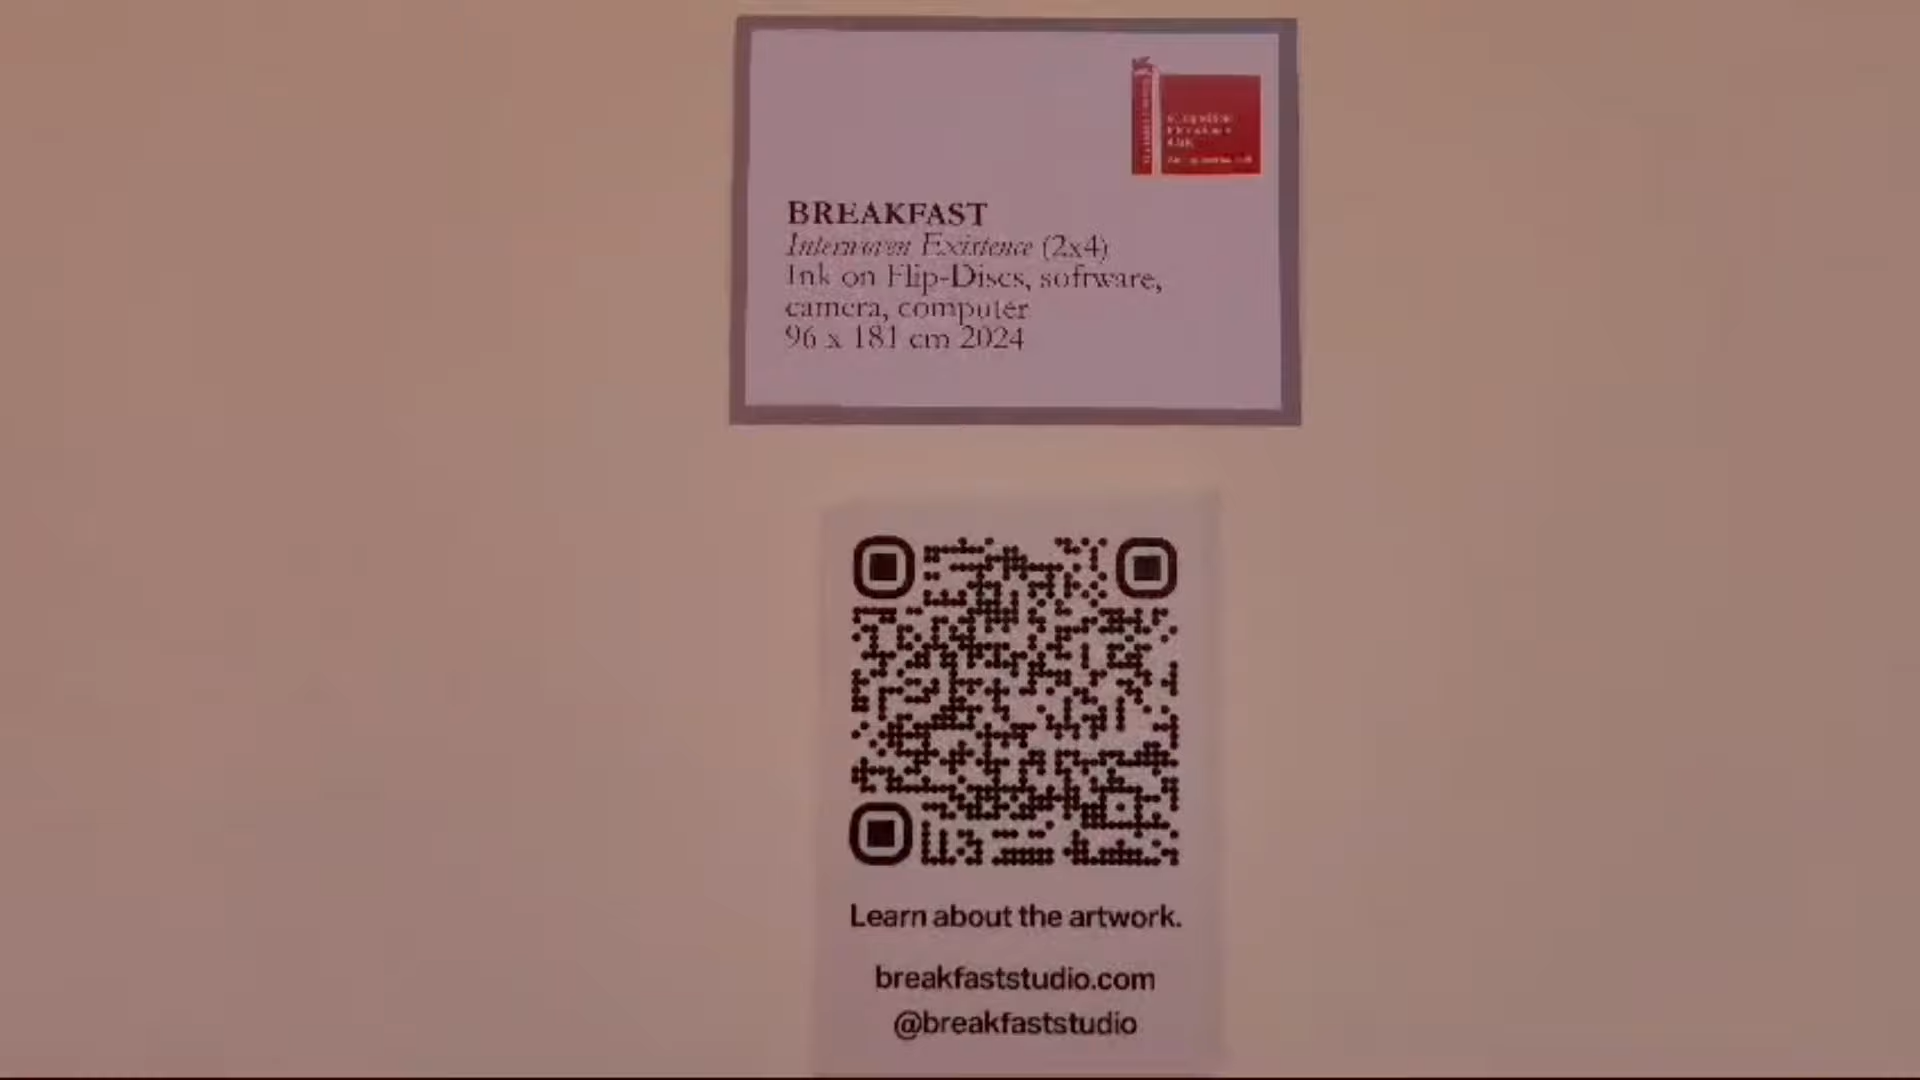 BREAKFAST
Interwoven Existence (2x4)
Ink on Flip-Discs, software,
camera, computer
96 x 181 cm 2024
Learn about the artwork.
breakfaststudio.com
@breakfaststudio